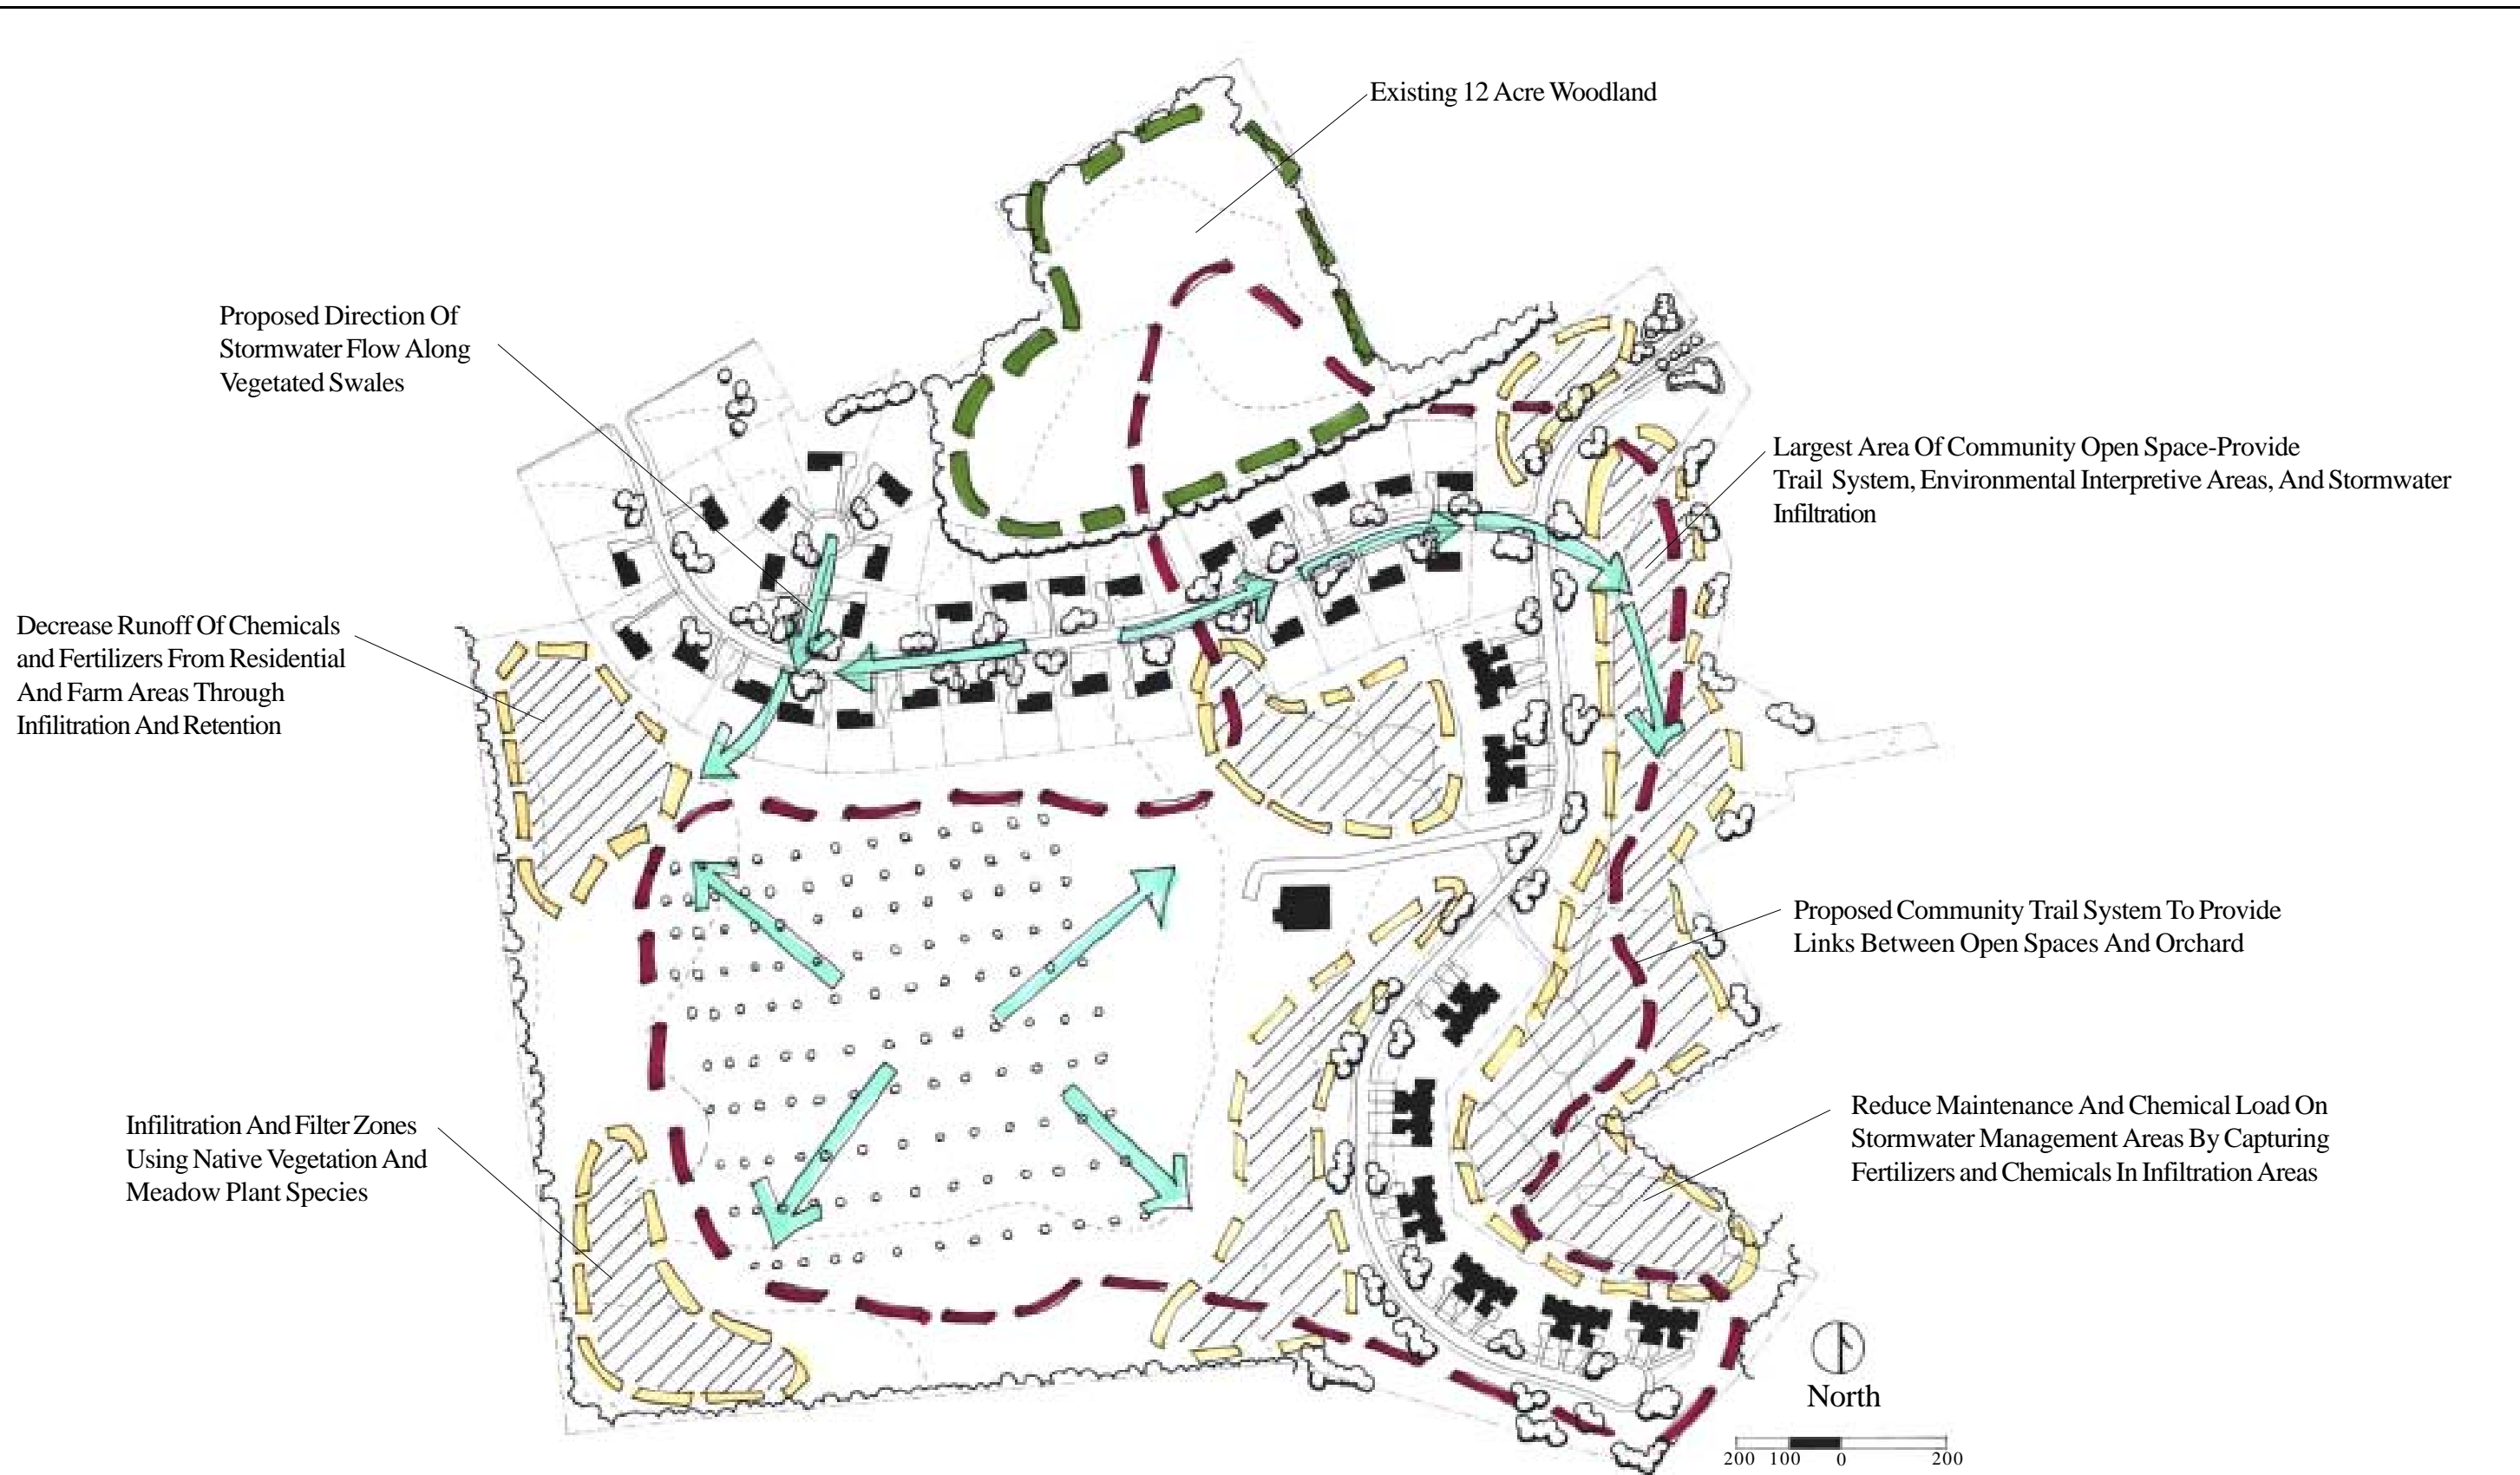 Existing 12 Acre Woodland
Proposed Direction Of
Stormwater Flow Along
Vegetated Swales
Largest Area Of Community Open Space-Provide
Trail System, Environmental Interpretive Areas, And Stormwater
Infiltration
Decrease Runoff Of Chemicals
and Fertilizers From Residential
And Farm Areas Through
Infilitration And Retention
Proposed Community Trail System To Provide
Links Between Open Spaces And Orchard
Infilitration And Filter Zones
Using Native Vegetation And
Meadow Plant Species
Reduce Maintenance And Chemical Load On
Stormwater Management Areas By Capturing
Fertilizers and Chemicals In Infiltration Areas
North
200 100 0 200